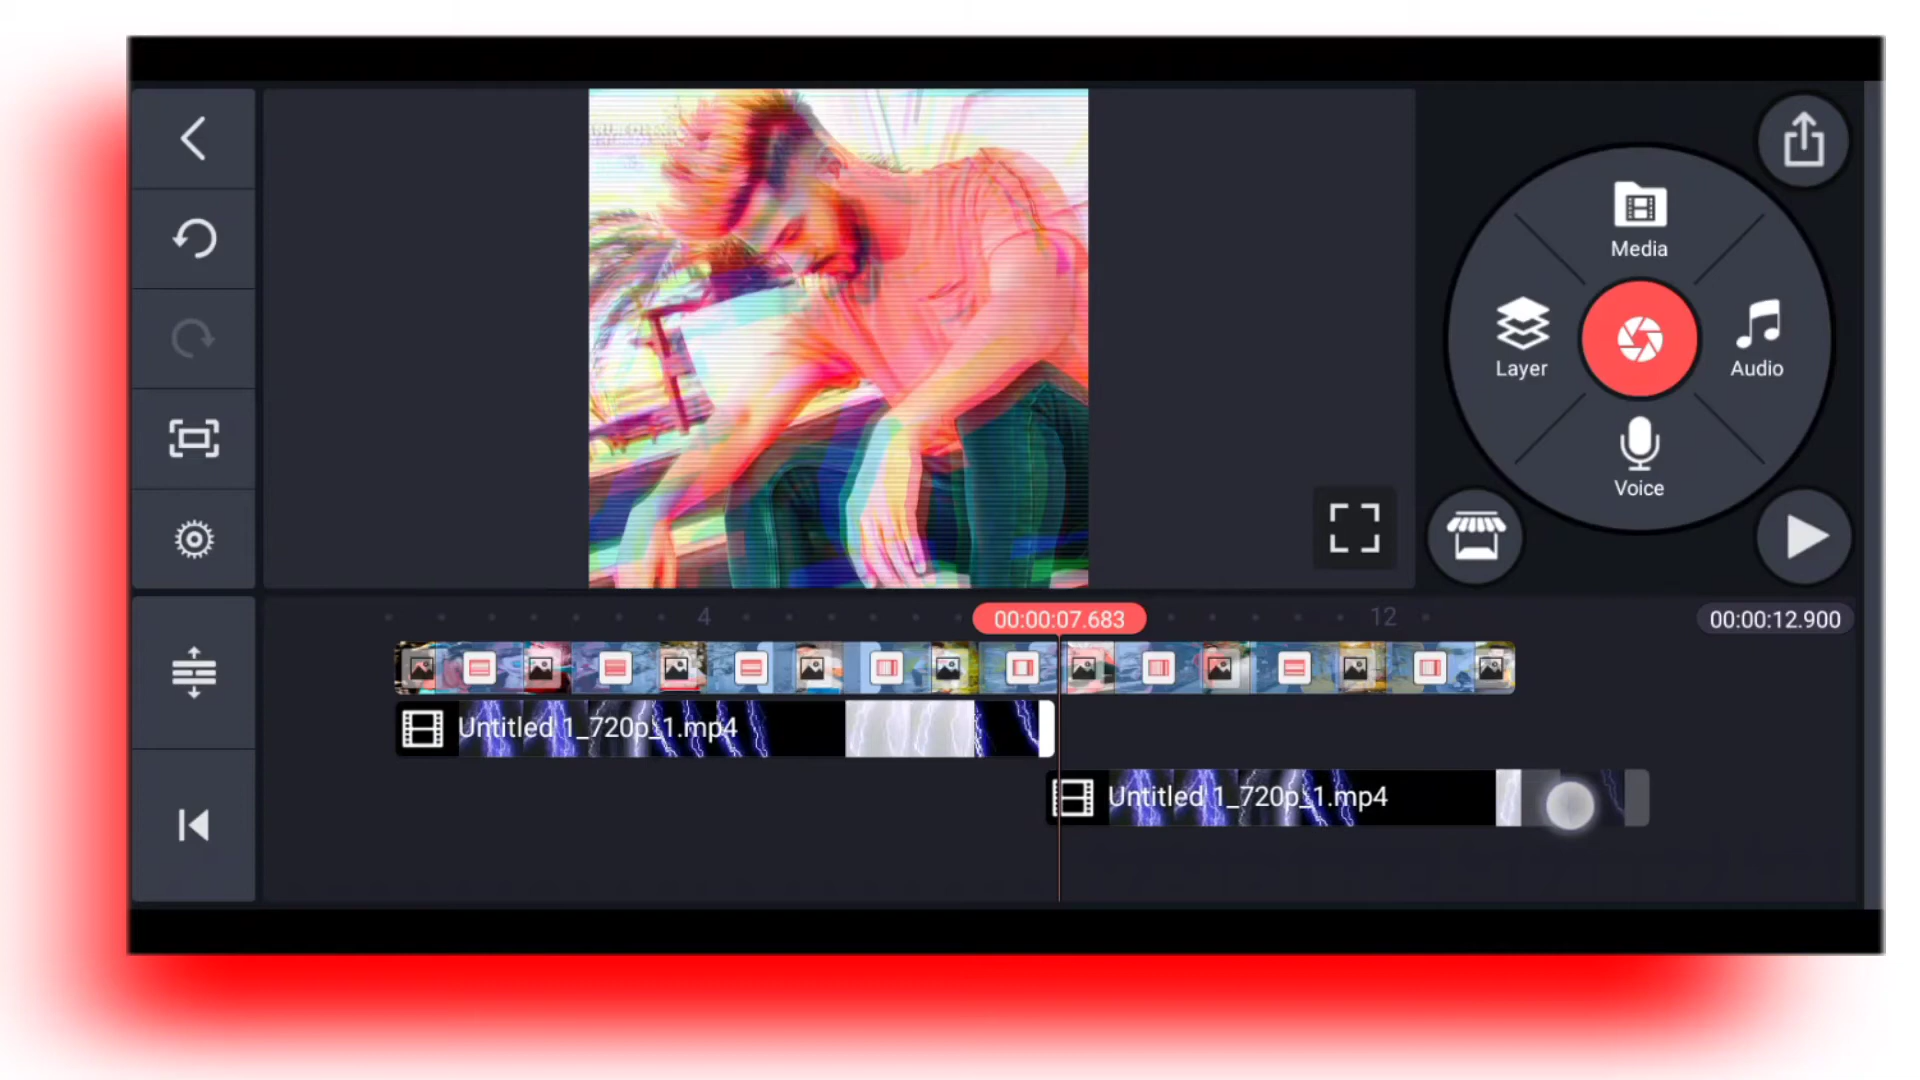 Media
Layer
Audio
Voice
4
00:00:07.683
12
00:00:12.900
Untitled 1_720p_1.mp4
Untitled 1_720p_1.mp4